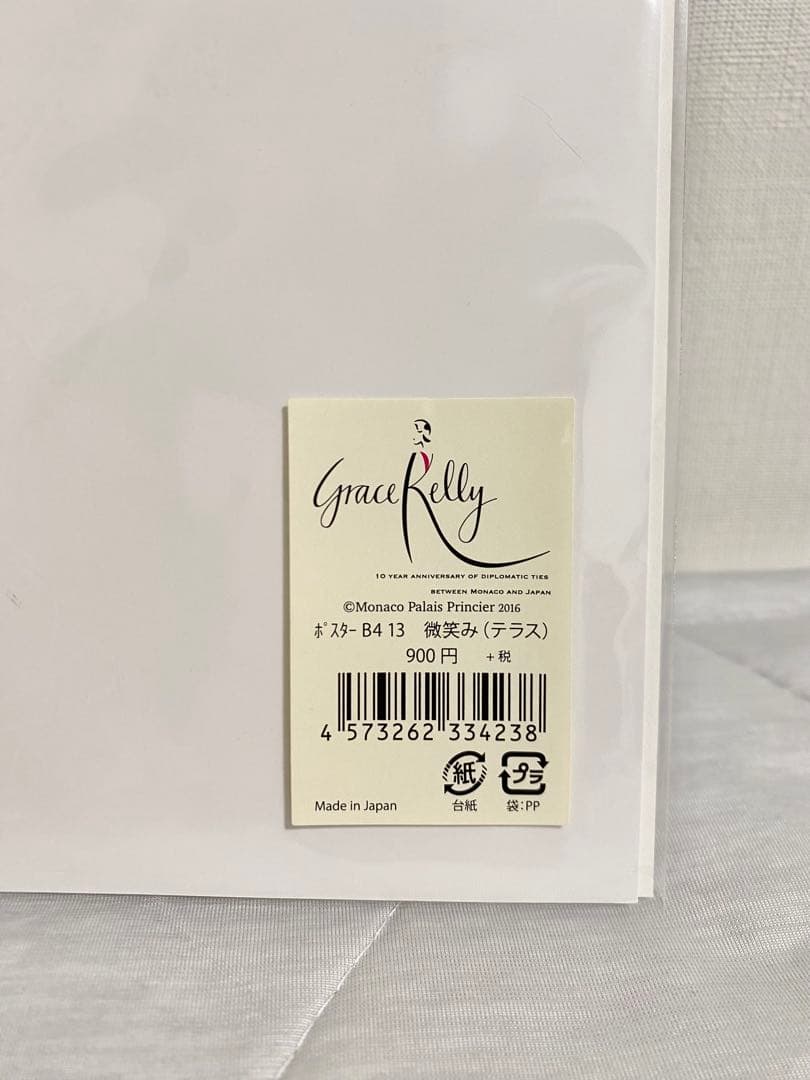 Grace Kelly
10 YEAR ANNIVERSARY OF DIPLOMATIC TIES
BETWEEN MONACO AND JAPAN
©Monaco Palais Princier 2016
ﾎﾟｽﾀｰ B4 13　微笑み（テラス）
900円　+税
4 573262 334238
紙 プラ
Made in Japan 台紙 袋：PP